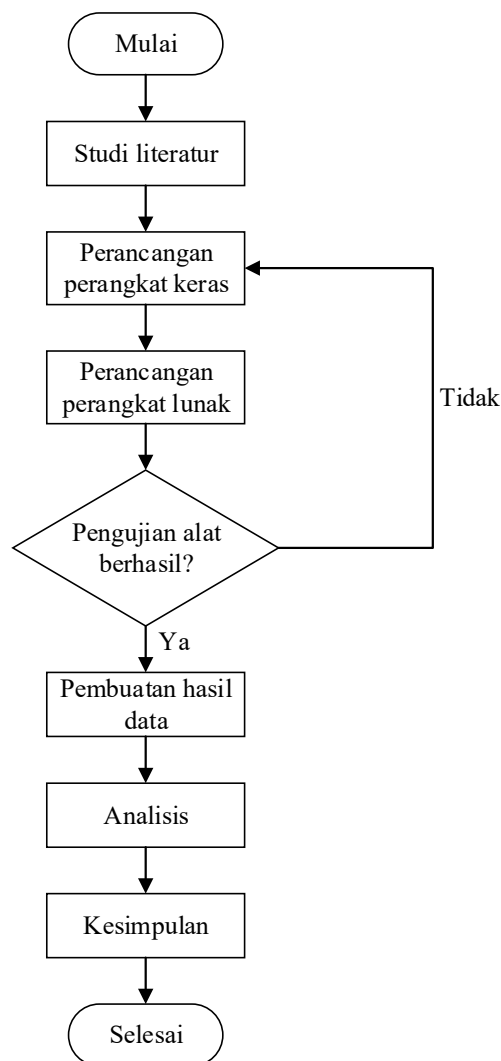 Mulai
Studi literatur
Perancangan
perangkat keras
Perancangan
perangkat lunak
Tidak
Pengujian alat
berhasil?
Ya
Pembuatan hasil
data
Analisis
Kesimpulan
Selesai